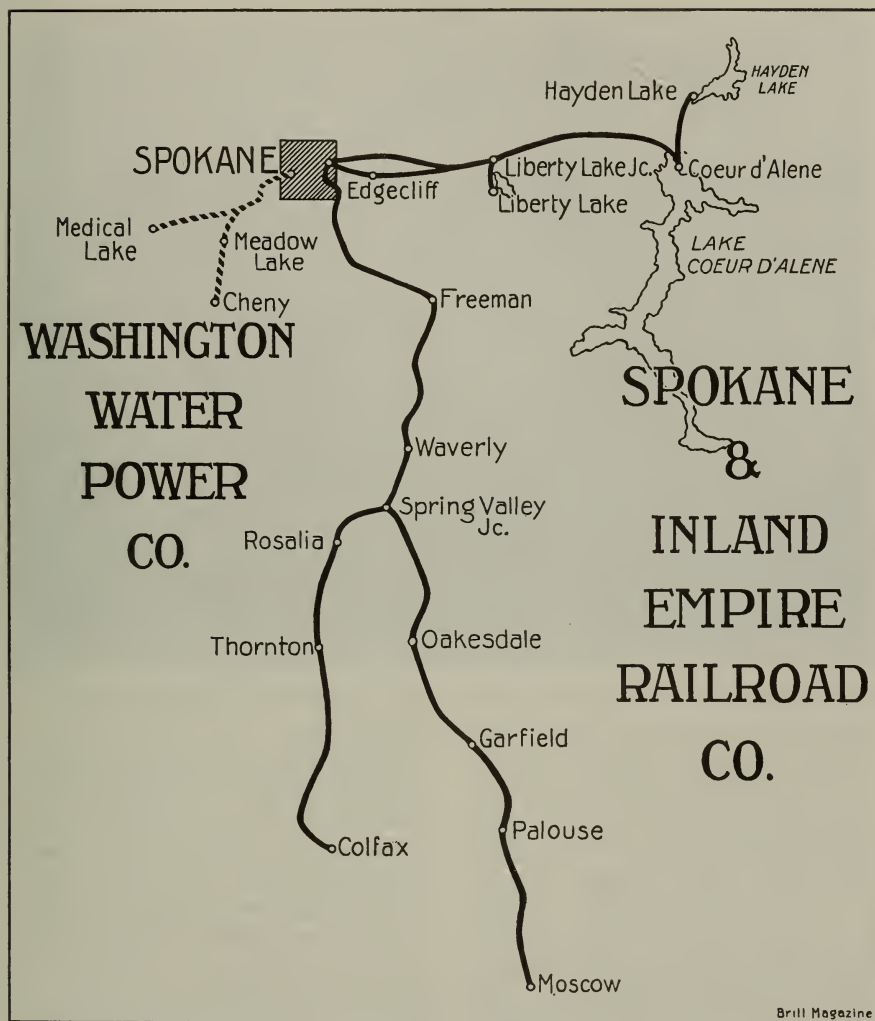 HAYDEN
LAKE
Hayden Lake
SPOKANE
Edgecliff
Liberty Lake Jc.
Coeur d'Alene
Liberty Lake
Medical
Lake
Meadow
Lake
LAKE
COEUR D'ALENE
Cheny
Freeman
WASHINGTON
WATER
POWER
CO.
SPOKANE
&
INLAND
EMPIRE
RAILROAD
CO.
Waverly
Spring Valley
Jc.
Rosalia
Thornton
Oakesdale
Garfield
Palouse
Colfax
Moscow
Brill Magazine